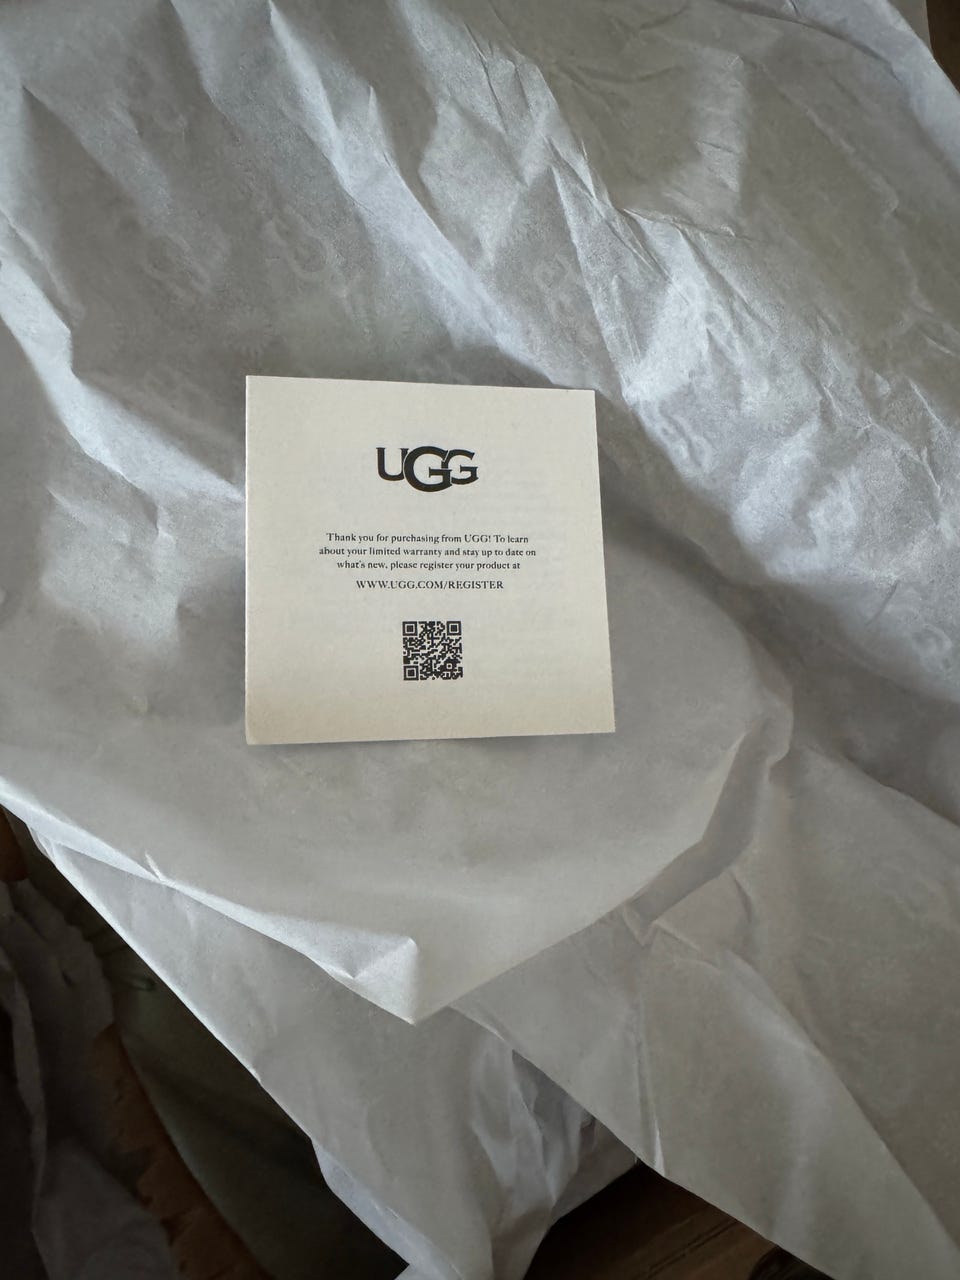 UGG
Thank you for purchasing from UGG! To learn
about your limited warranty and stay up to date on
what's new, please register your product at
WWW.UGG.COM/REGISTER